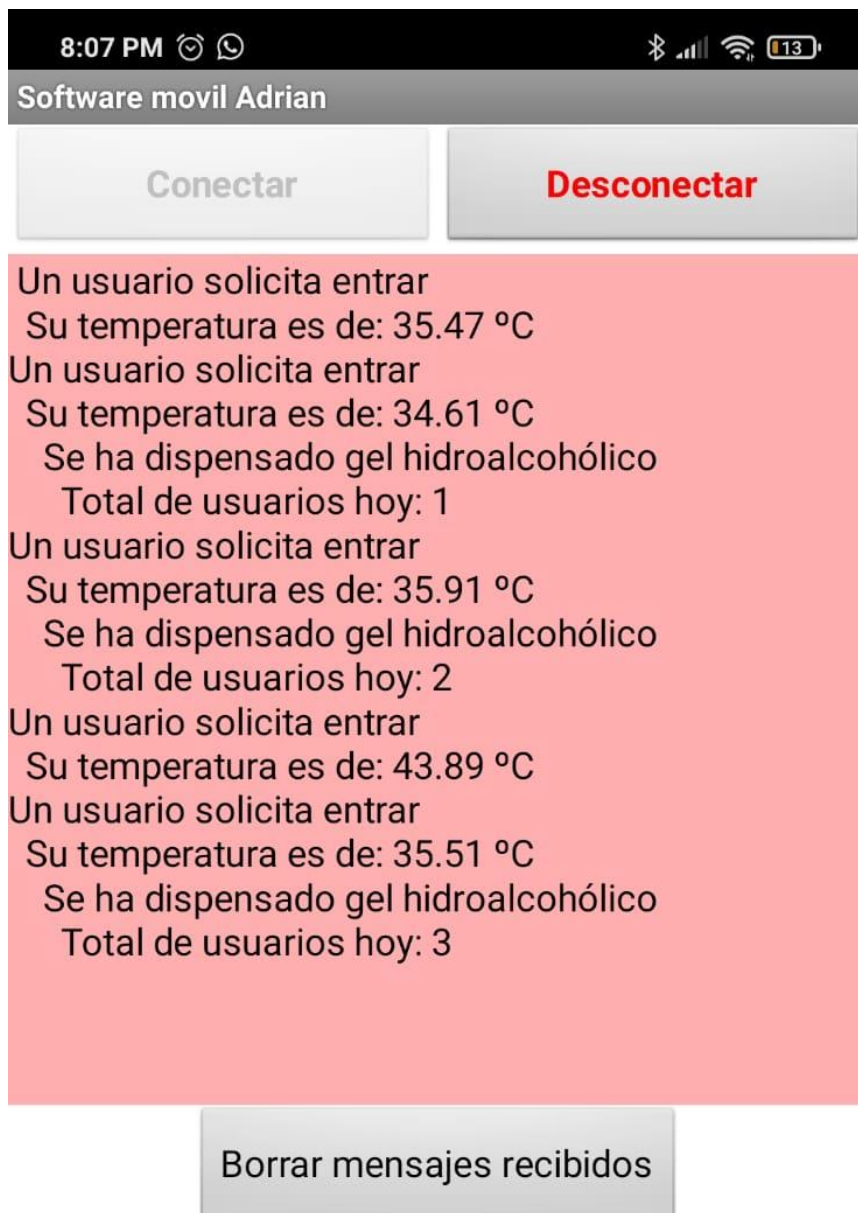 8:07 PM 13
Software movil Adrian
Conectar Desconectar
Un usuario solicita entrar
Su temperatura es de: 35.47 ºC
Un usuario solicita entrar
Su temperatura es de: 34.61 ºC
Se ha dispensado gel hidroalcohólico
Total de usuarios hoy: 1
Un usuario solicita entrar
Su temperatura es de: 35.91 ºC
Se ha dispensado gel hidroalcohólico
Total de usuarios hoy: 2
Un usuario solicita entrar
Su temperatura es de: 43.89 ºC
Un usuario solicita entrar
Su temperatura es de: 35.51 ºC
Se ha dispensado gel hidroalcohólico
Total de usuarios hoy: 3
Borrar mensajes recibidos